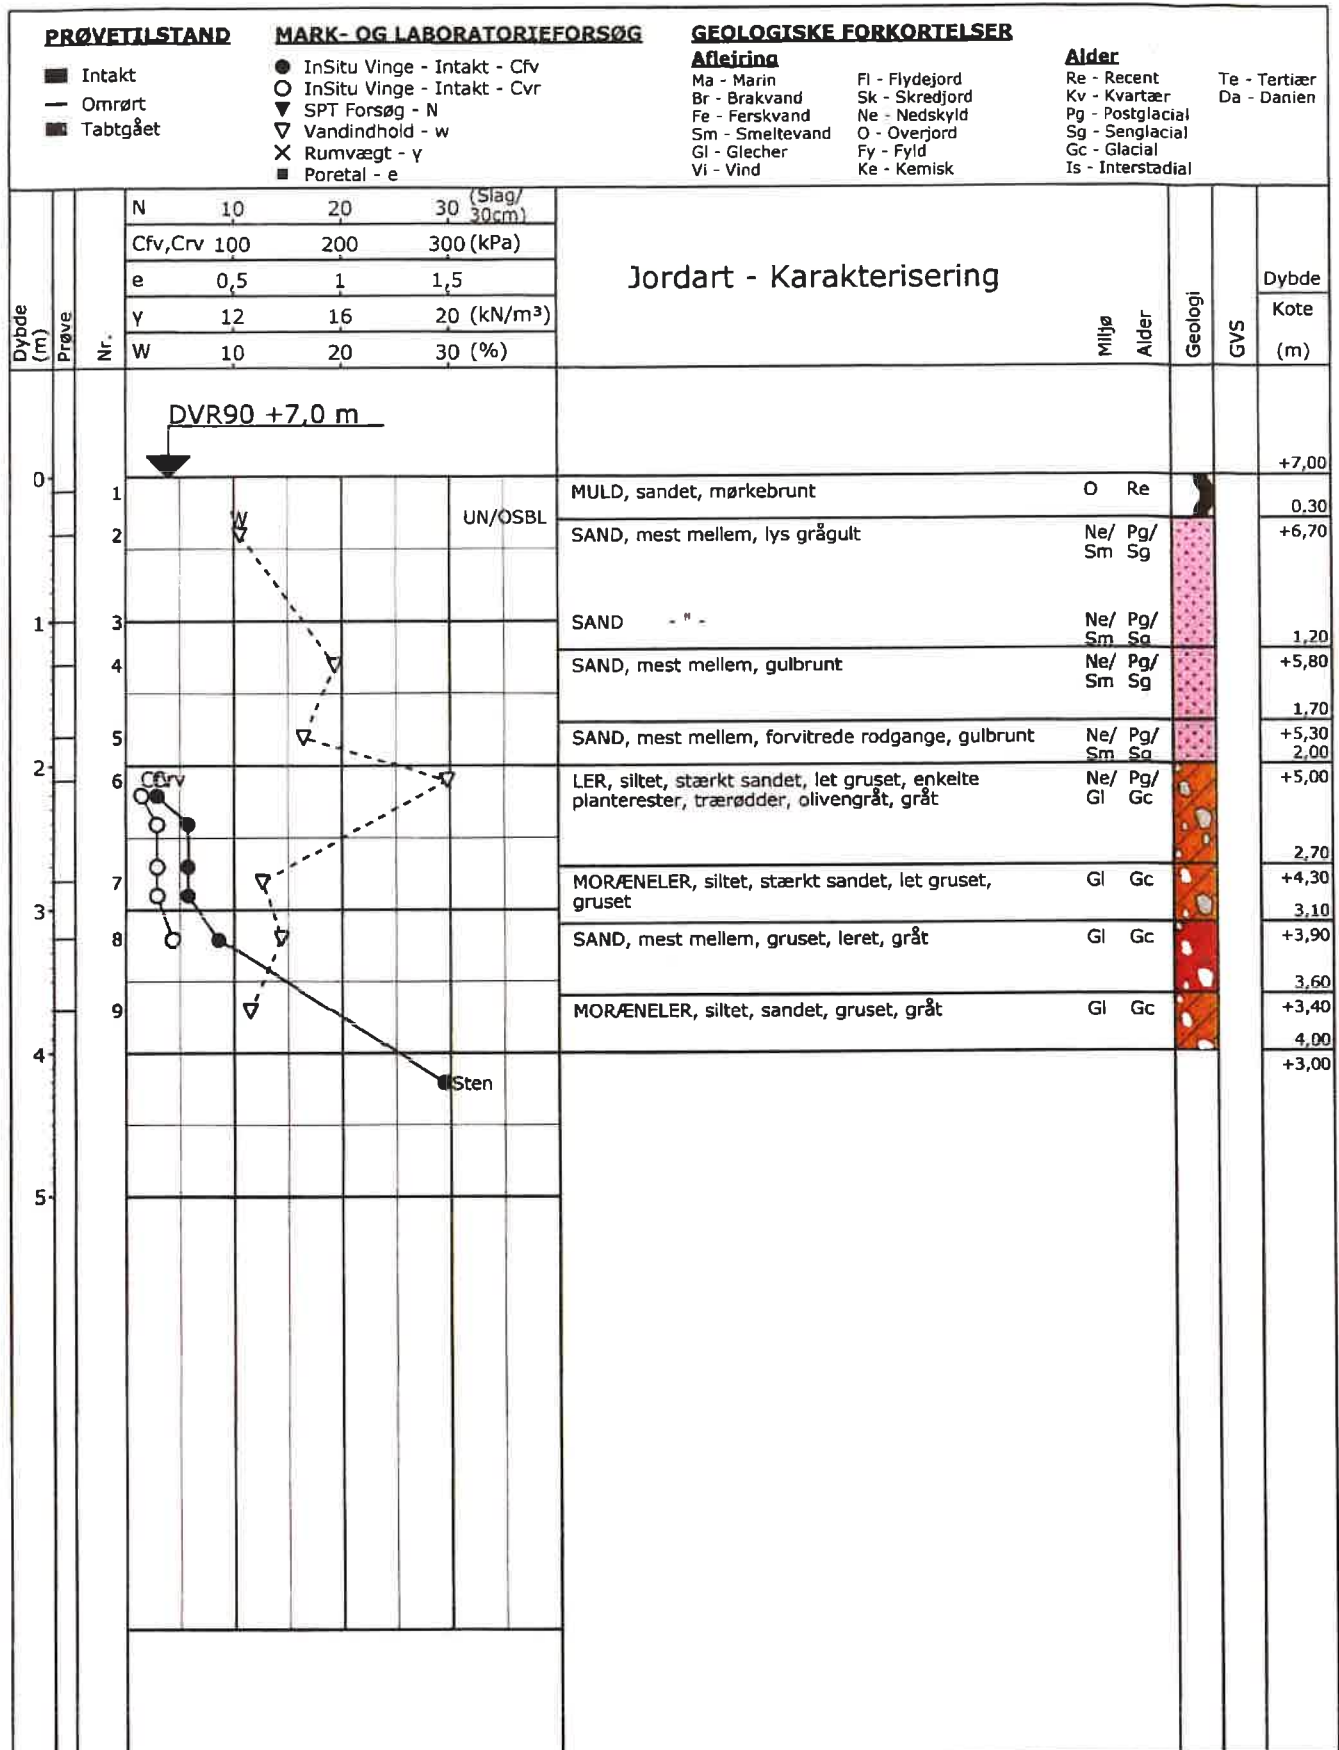 PRØVETILSTAND
Intakt
Omrørt
Tabtgået
MARK- OG LABORATORIEFORSØG
InSitu Vinge - Intakt - Cfv
InSitu Vinge - Intakt - Cvr
SPT Forsøg - N
Vandindhold - w
Rumvægt - γ
Poretal - e
GEOLOGISKE FORKORTELSER
Aflejring
Ma - Marin
Br - Brakvand
Fe - Ferskvand
Sm - Smeltevand
Gl - Glecher
Vi - Vind
Fl - Flydejord
Sk - Skredjord
Ne - Nedskyld
O - Overjord
Fy - Fyld
Ke - Kemisk
Alder
Re - Recent
Kv - Kvartær
Pg - Postglacial
Sg - Senglacial
Gc - Glacial
Is - Interstadial
Te - Tertiær
Da - Danien
Dybde (m)
Prøve
Nr.
N 10 20 30 (Slag/ 30cm)
Cfv,Crv 100 200 300 (kPa)
e 0,5 1 1,5
γ 12 16 20 (kN/m³)
W 10 20 30 (%)
Jordart - Karakterisering
Miljø
Alder
Geologi
GVS
Dybde
Kote
(m)
DVR90 +7,0 m
+7,00
0
1 MULD, sandet, mørkebrunt O Re
0.30
W UN/OSBL
2 SAND, mest mellem, lys grågult Ne/ Pg/ +6,70
Sm Sg
1 3 SAND - " - Ne/ Pg/
Sm Sg 1,20
4 SAND, mest mellem, gulbrunt Ne/ Pg/ +5,80
Sm Sg
1,70
5 SAND, mest mellem, forvitrede rodgange, gulbrunt Ne/ Pg/ +5,30
Sm Sg 2,00
2 6 LER, siltet, stærkt sandet, let gruset, enkelte Ne/ Pg/ +5,00
planterester, trærødder, olivengråt, gråt Gl Gc
2,70
7 MORÆNELER, siltet, stærkt sandet, let gruset, Gl Gc +4,30
gruset
3 3,10
8 SAND, mest mellem, gruset, leret, gråt Gl Gc +3,90
3,60
9 MORÆNELER, siltet, sandet, gruset, gråt Gl Gc +3,40
4 4,00
Sten +3,00
5